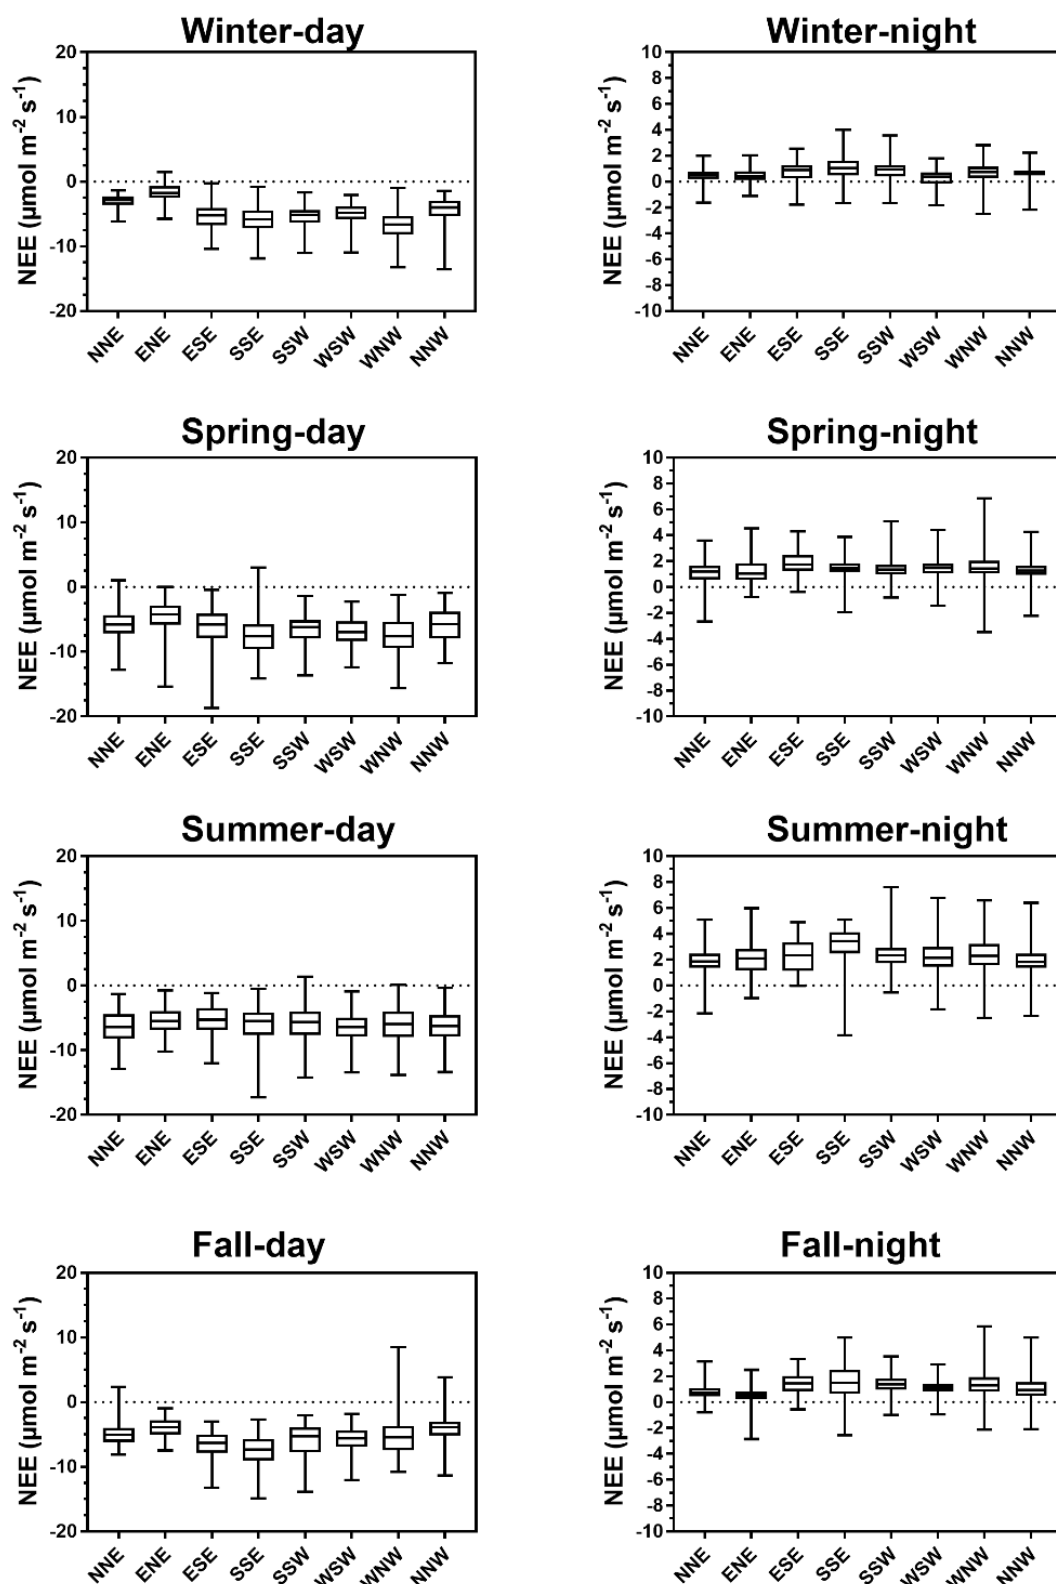 Winter-day
NEE (µmol m-2 s-1)
20
10
0
-10
-20
NNE ENE ESE SSE SSW WSW WNW NNW
Winter-night
NEE (µmol m-2 s-1)
10
8
6
4
2
0
-2
-4
-6
-8
-10
NNE ENE ESE SSE SSW WSW WNW NNW
Spring-day
NEE (µmol m-2 s-1)
20
10
0
-10
-20
NNE ENE ESE SSE SSW WSW WNW NNW
Spring-night
NEE (µmol m-2 s-1)
10
8
6
4
2
0
-2
-4
-6
-8
-10
NNE ENE ESE SSE SSW WSW WNW NNW
Summer-day
NEE (µmol m-2 s-1)
20
10
0
-10
-20
NNE ENE ESE SSE SSW WSW WNW NNW
Summer-night
NEE (µmol m-2 s-1)
10
8
6
4
2
0
-2
-4
-6
-8
-10
NNE ENE ESE SSE SSW WSW WNW NNW
Fall-day
NEE (µmol m-2 s-1)
20
10
0
-10
-20
NNE ENE ESE SSE SSW WSW WNW NNW
Fall-night
NEE (µmol m-2 s-1)
10
8
6
4
2
0
-2
-4
-6
-8
-10
NNE ENE ESE SSE SSW WSW WNW NNW